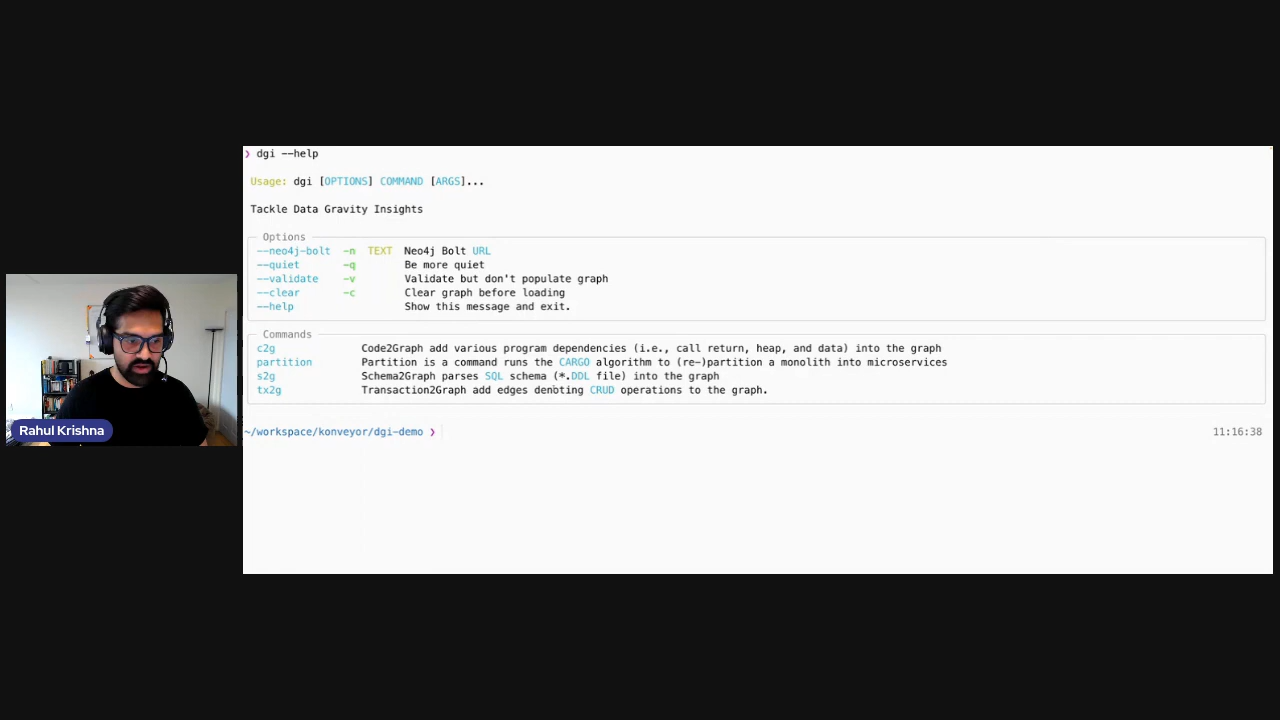 ❯ dgi --help
Usage: dgi [OPTIONS] COMMAND [ARGS]...
Tackle Data Gravity Insights
Options
--neo4j-bolt -n TEXT Neo4j Bolt URL
--quiet -q Be more quiet
--validate -v Validate but don't populate graph
--clear -c Clear graph before loading
--help Show this message and exit.
Commands
c2g Code2Graph add various program dependencies (i.e., call return, heap, and data) into the graph
partition Partition is a command runs the CARGO algorithm to (re-)partition a monolith into microservices
s2g Schema2Graph parses SQL schema (*.DDL file) into the graph
tx2g Transaction2Graph add edges denoting CRUD operations to the graph.
~/workspace/konveyor/dgi-demo ❯ 11:16:38
Rahul Krishna